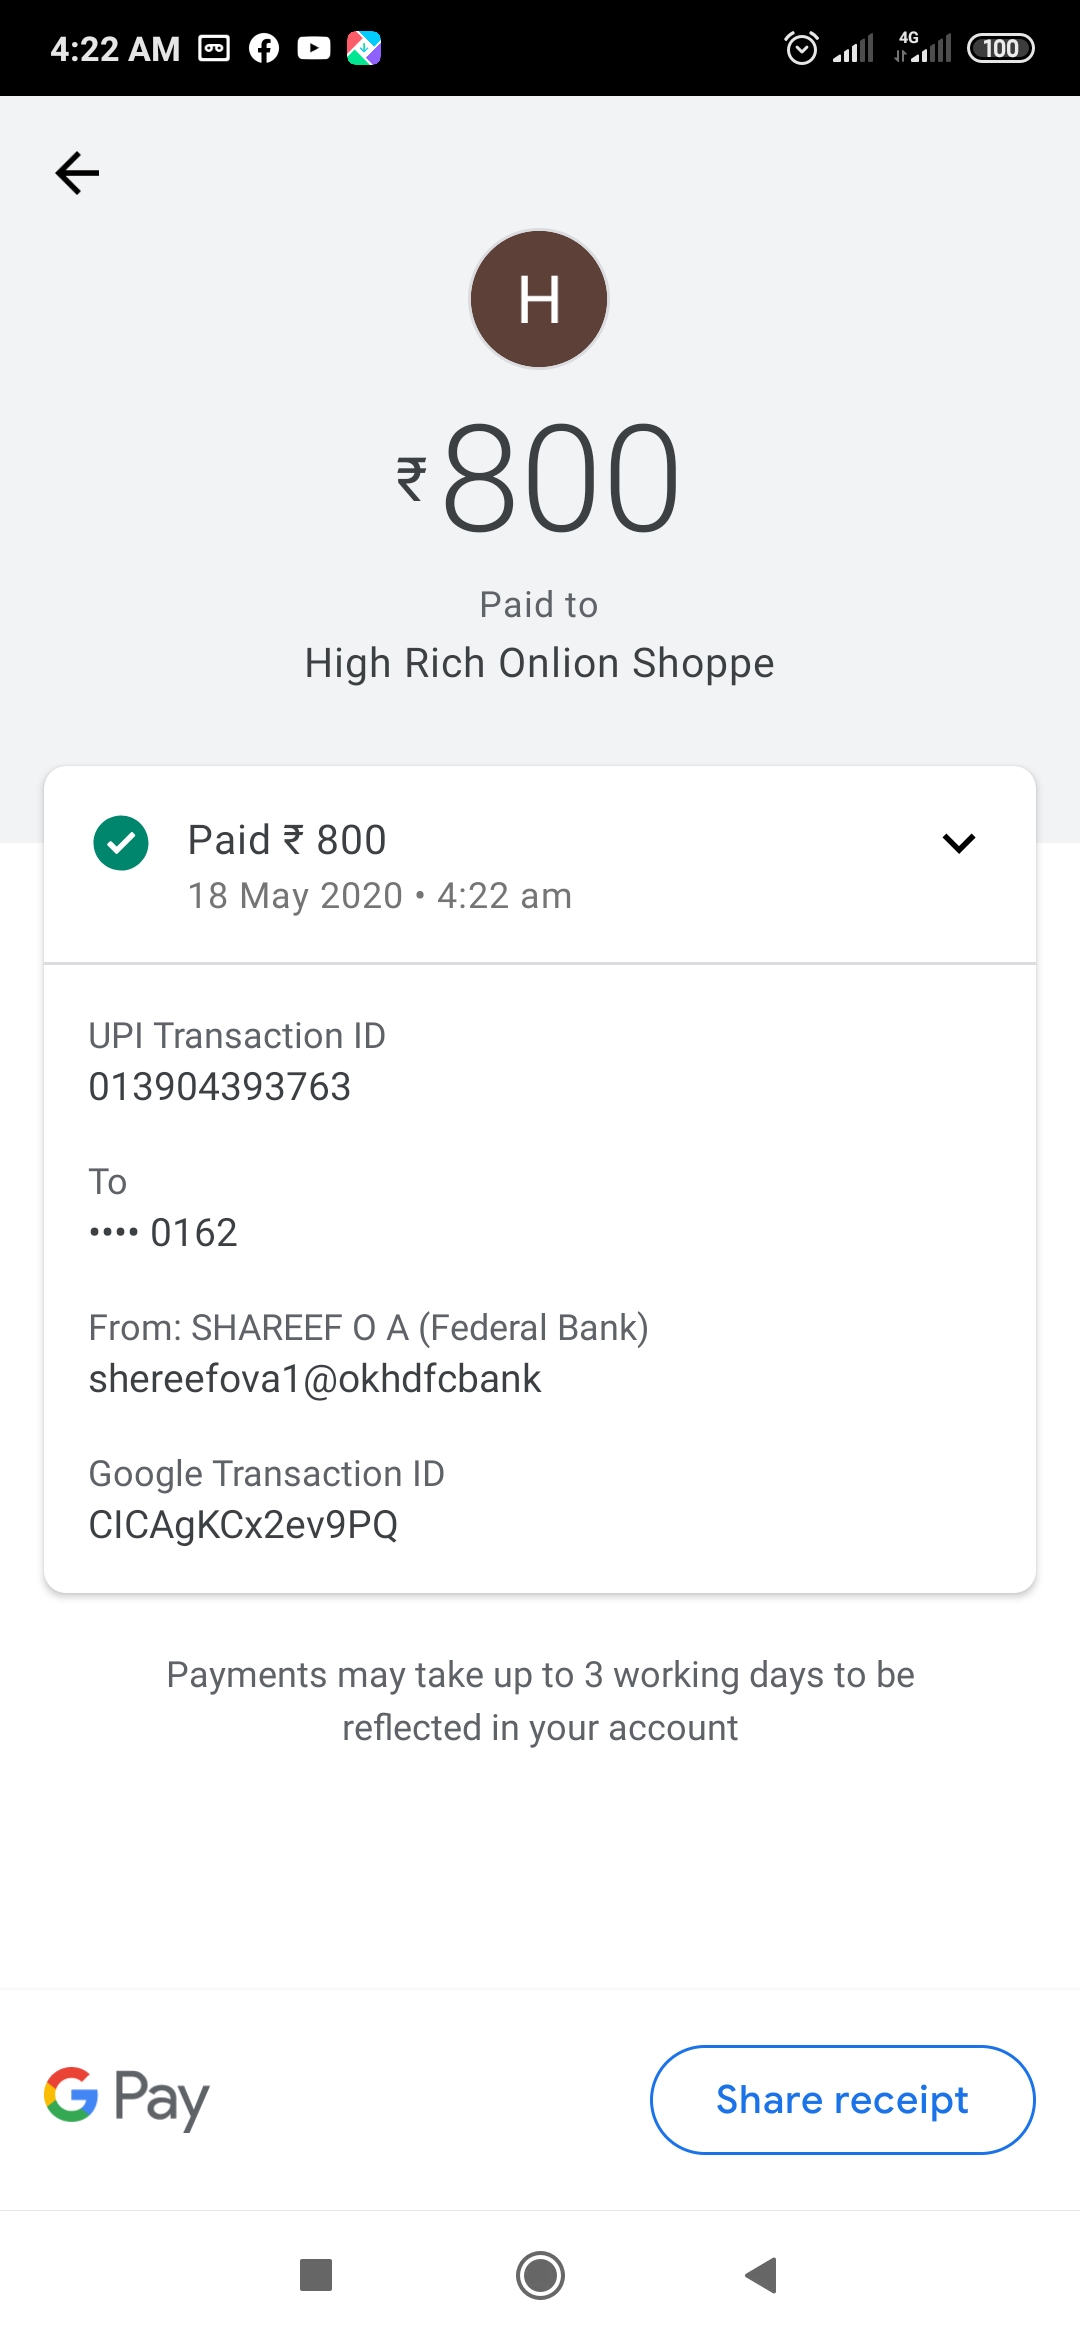 4:22 AM
4G
100
H
₹800
Paid to
High Rich Onlion Shoppe
Paid ₹ 800
18 May 2020 • 4:22 am
UPI Transaction ID
013904393763
To
•••• 0162
From: SHAREEF O A (Federal Bank)
shereefova1@okhdfcbank
Google Transaction ID
CICAgKCx2ev9PQ
Payments may take up to 3 working days to be
reflected in your account
G Pay
Share receipt